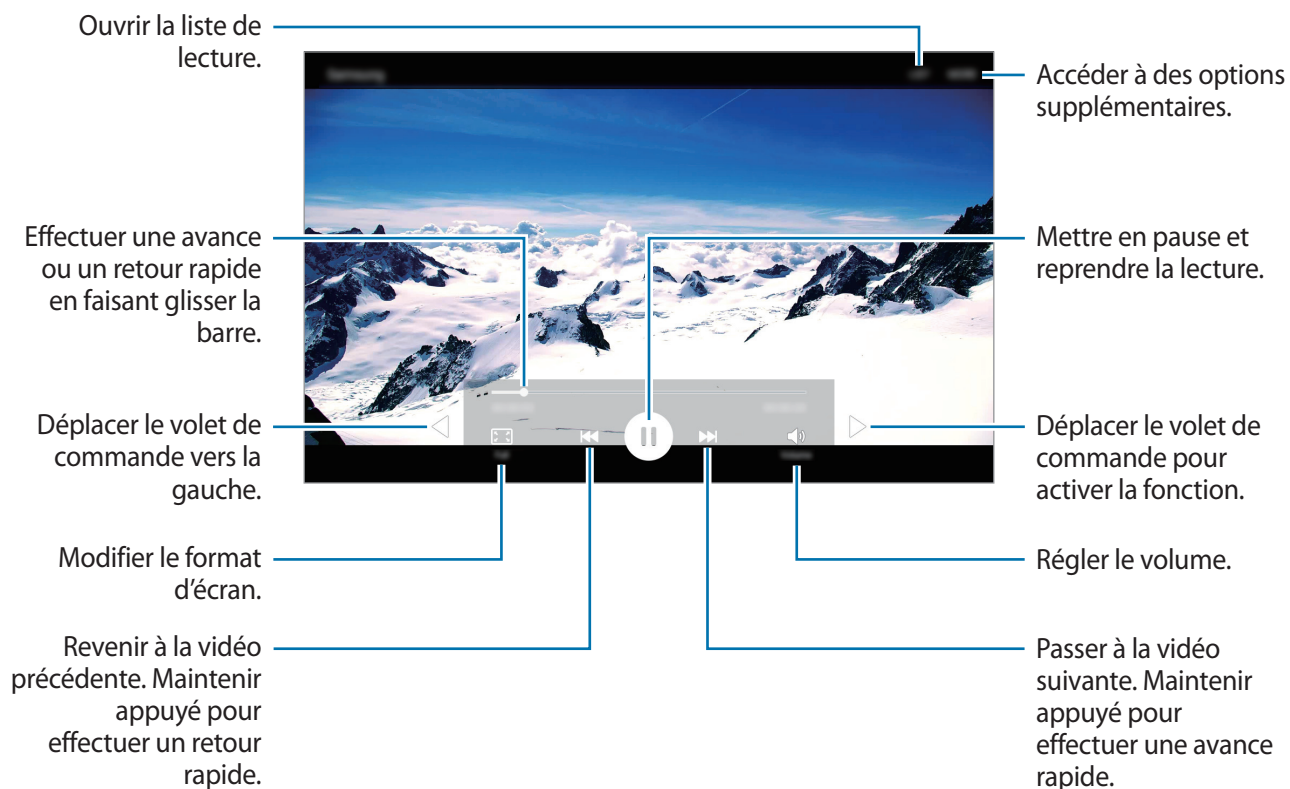 Ouvrir la liste de
lecture.
Accéder à des options
supplémentaires.
Effectuer une avance
ou un retour rapide
en faisant glisser la
barre.
Mettre en pause et
reprendre la lecture.
Déplacer le volet de
commande vers la
gauche.
Déplacer le volet de
commande pour
activer la fonction.
Modifier le format
d'écran.
Régler le volume.
Revenir à la vidéo
précédente. Maintenir
appuyé pour
effectuer un retour
rapide.
Passer à la vidéo
suivante. Maintenir
appuyé pour
effectuer une avance
rapide.